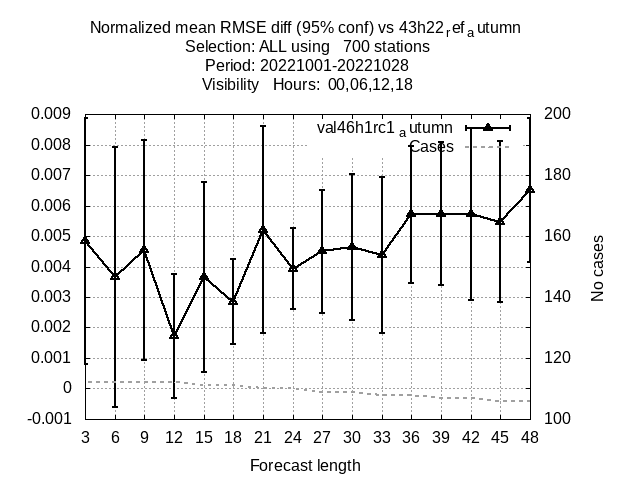 Normalized mean RMSE diff (95% conf) vs 43h22refautumn
Selection: ALL using 700 stations
Period: 20221001-20221028
Visibility Hours: 00,06,12,18
0.009 200
val46h1rc1autumn
0.008 180
Cases
0.007
0.006
0.005 160
0.004
0.003 140
0.002
0.001 120
0
-0.001 100
No cases
3 6 9 12 15 18 21 24 27 30 33 36 39 42 45 48
Forecast length